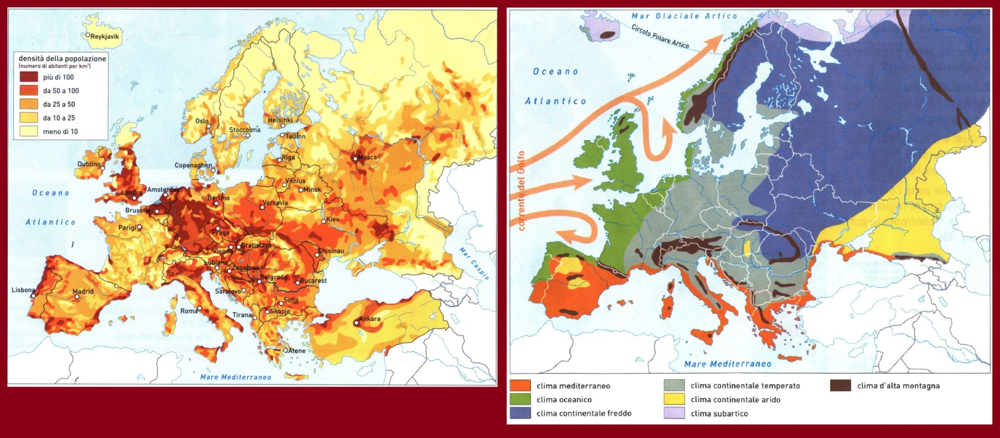 Reykjavik
densità della popolazione
(numero di abitanti per km²)
più di 100
da 50 a 100
da 25 a 50
da 10 a 25
meno di 10
Oslo
Helsinki
Stoccolma
Tallinn
Riga
Mosca
Dublino
Copenaghen
Vilnius
Minsk
Londra
Amsterdam
Berlino
Varsavia
Bruxelles
Kiev
Parigi
Praga
Oceano
Atlantico
Vienna
Bratislava
Chisinau
Lubiana
Zagabria
Belgrado
Bucarest
Sarajevo
Lisbona
Madrid
Sofia
Skopje
Roma
Tirana
Ankara
Atene
Mar Caspio
Mare Mediterraneo
Mar Glaciale Artico
Circolo Polare Artico
Oceano
Atlantico
corrente del Golfo
Mare Mediterraneo
clima mediterraneo
clima oceanico
clima continentale freddo
clima continentale temperato
clima continentale arido
clima subartico
clima d'alta montagna